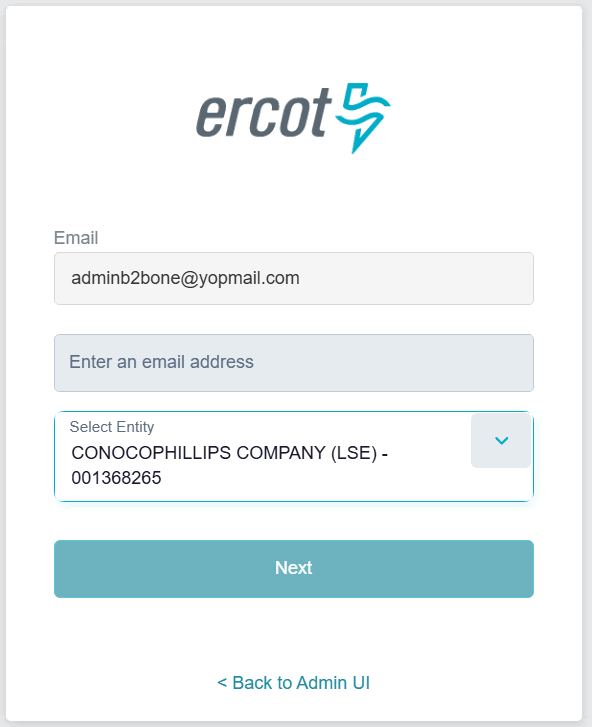 ercot
Email
adminb2bone@yopmail.com
Enter an email address
Select Entity
CONOCOPHILLIPS COMPANY (LSE) -
001368265
Next
< Back to Admin UI